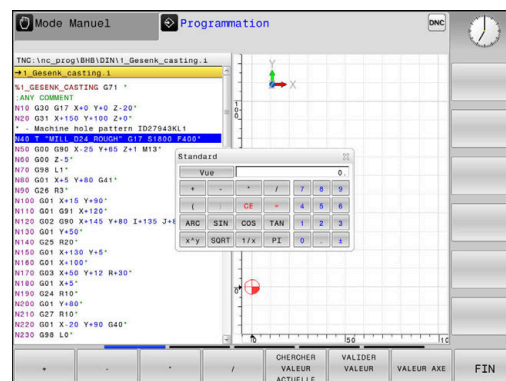 Mode Manuel
Programmation
DNC
TNC:\nc_prog\BHB\DIN\1_Gesenk_casting.i
→1_Gesenk_casting.i
%1_GESENK_CASTING G71 *
;ANY COMMENT
N10 G30 G17 X+0 Y+0 Z-20*
N20 G31 X+150 Y+100 Z+0*
* - Machine hole pattern ID27943KL1
N40 T "MILL_D24_ROUGH" G17 S1800 F400*
N50 G00 G90 X-25 Y+65 Z+1 M13*
N60 G00 Z-5*
N70 G98 L1*
N80 G01 X+5 Y+80 G41*
N90 G26 R3*
N100 G01 X+15 Y+90*
N110 G01 G91 X+120*
N120 G02 G90 X+145 Y+80 I+135 J+8
N130 G01 Y+50*
N140 G25 R20*
N150 G01 X+130 Y+5*
N160 G01 X+100*
N170 G03 X+50 Y+12 R+30*
N180 G01 X+5*
N190 G24 R10*
N200 G01 Y+80*
N210 G27 R10*
N220 G01 X-20 Y+90 G40*
N230 G98 L0*
Y
X
100
0
0
50
10
Standard
Vue
0.
+ - * / 7 8 9
( ) CE = 4 5 6
ARC SIN COS TAN 1 2 3
x^y SQRT 1/x PI 0 . ±
+
-
*
/
CHERCHER
VALEUR
ACTUELLE
VALIDER
VALEUR
VALEUR AXE
FIN